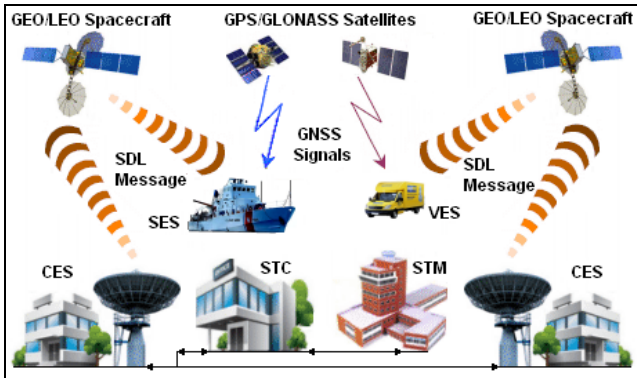 GEO/LEO Spacecraft
GPS/GLONASS Satellites
GEO/LEO Spacecraft
GNSS
Signals
SDL
Message
SDL
Message
SES
VES
CES
STC
STM
CES